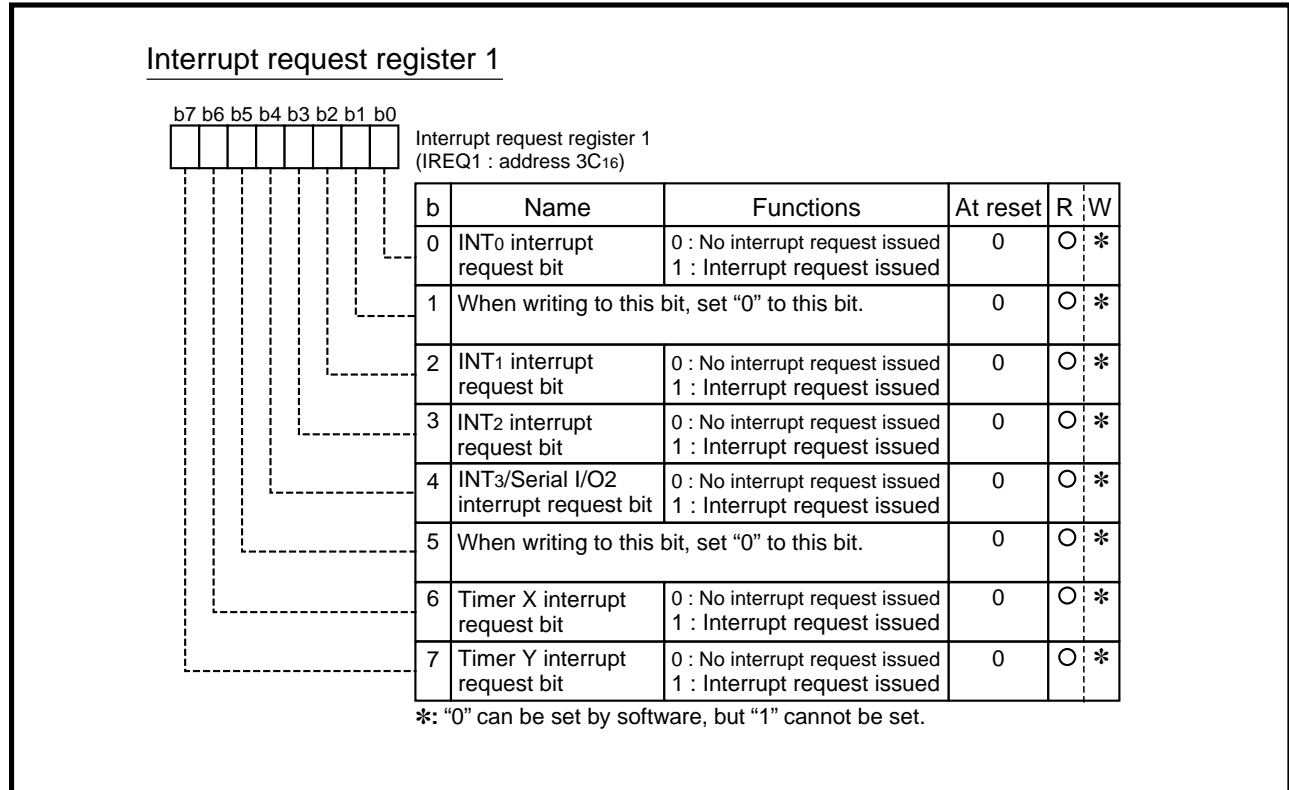 Interrupt request register 1
b7 b6 b5 b4 b3 b2 b1 b0
Interrupt request register 1
(IREQ1 : address 3C16)
b Name Functions At reset R W
0 INT0 interrupt request bit 0 : No interrupt request issued 1 : Interrupt request issued 0 ○ ✻
1 When writing to this bit, set “0” to this bit. 0 ○ ✻
2 INT1 interrupt request bit 0 : No interrupt request issued 1 : Interrupt request issued 0 ○ ✻
3 INT2 interrupt request bit 0 : No interrupt request issued 1 : Interrupt request issued 0 ○ ✻
4 INT3/Serial I/O2 interrupt request bit 0 : No interrupt request issued 1 : Interrupt request issued 0 ○ ✻
5 When writing to this bit, set “0” to this bit. 0 ○ ✻
6 Timer X interrupt request bit 0 : No interrupt request issued 1 : Interrupt request issued 0 ○ ✻
7 Timer Y interrupt request bit 0 : No interrupt request issued 1 : Interrupt request issued 0 ○ ✻
✻: “0” can be set by software, but “1” cannot be set.